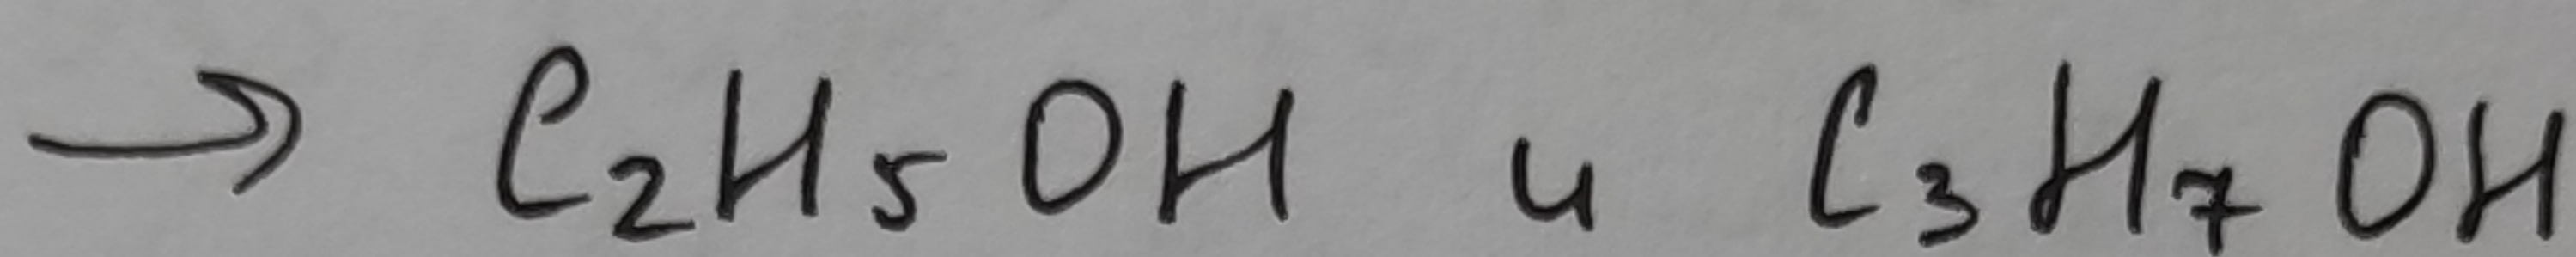 → C₂H₅OH и C₃H₇OH